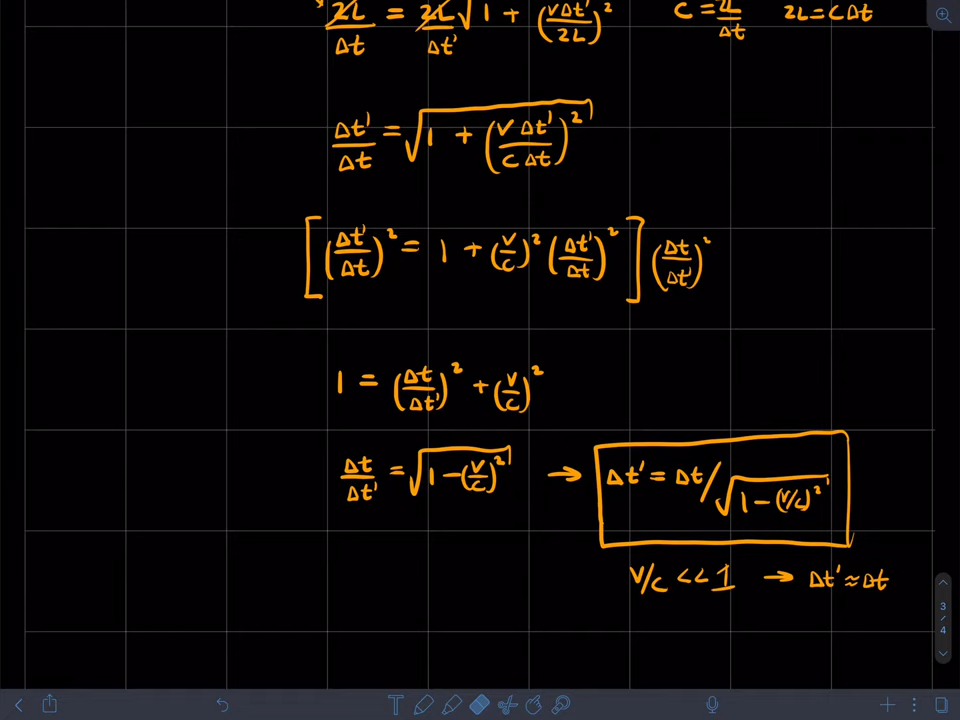 2L/Δt = 2L/Δt' √(1 + (vΔt'/2L)²) c = 2L/Δt 2L = cΔt
Δt'/Δt = √(1 + (vΔt'/cΔt)²)
[(Δt'/Δt)² = 1 + (v/c)² (Δt'/Δt)²] (Δt/Δt')²
1 = (Δt/Δt')² + (v/c)²
Δt/Δt' = √(1 - (v/c)²) → Δt' = Δt/√(1 - (v/c)²)
v/c << 1 → Δt' ≈ Δt
3
/
4
T